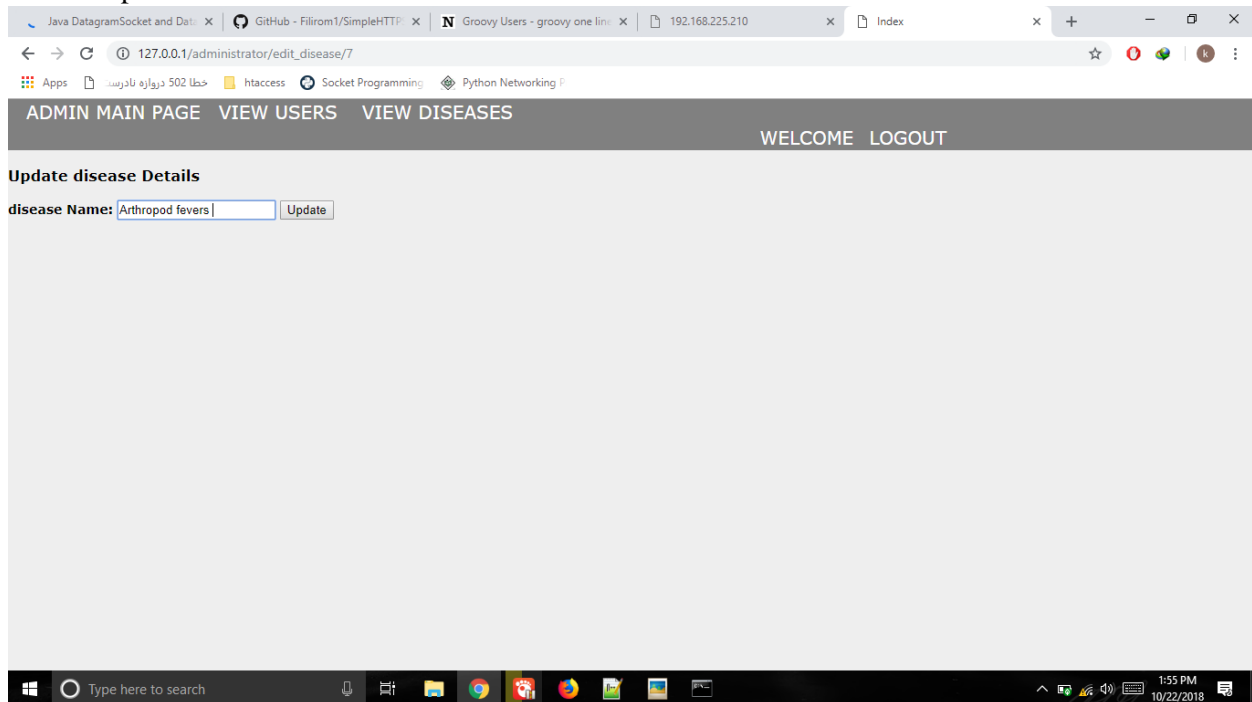 Java DatagramSocket and Data
GitHub - Filirom1/SimpleHTTP
Groovy Users - groovy one line
192.168.225.210
Index
127.0.0.1/administrator/edit_disease/7
k
Apps
خطا 502 دروازه نادرست
htaccess
Socket Programming
Python Networking P
ADMIN MAIN PAGE VIEW USERS VIEW DISEASES
WELCOME LOGOUT
Update disease Details
disease Name: Arthropod fevers Update
Type here to search
1:55 PM
10/22/2018